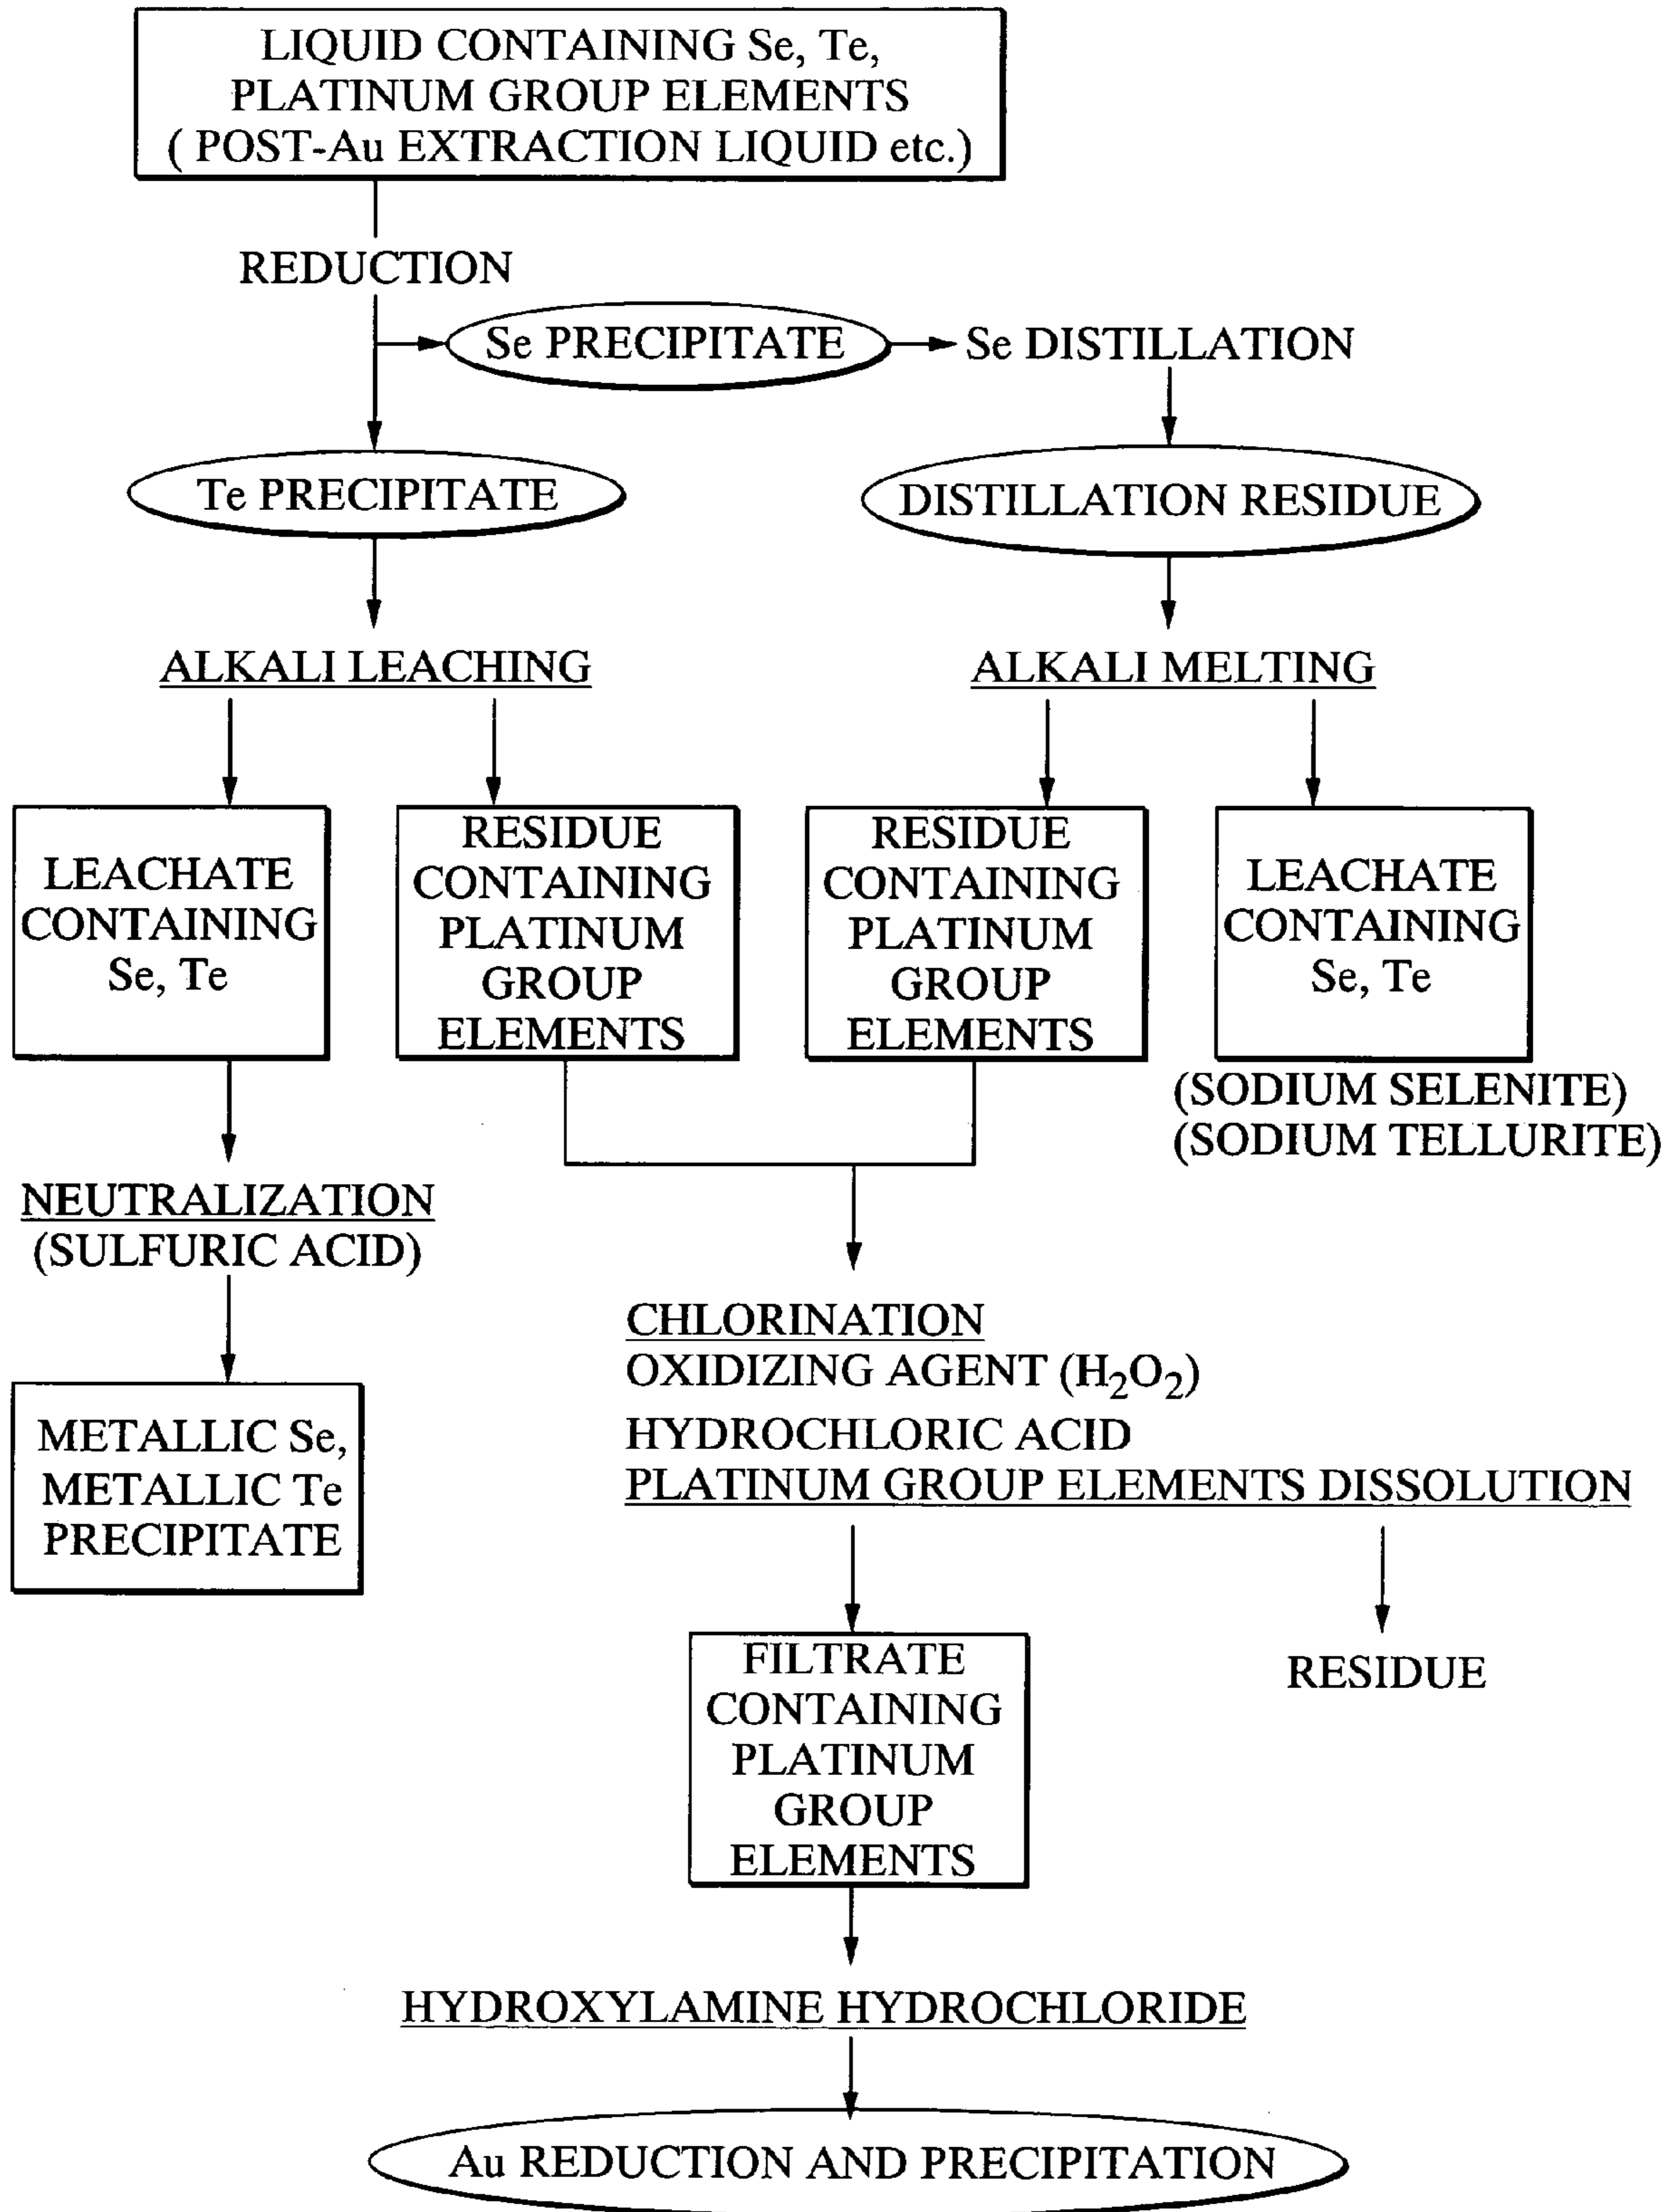 LIQUID CONTAINING Se, Te,
PLATINUM GROUP ELEMENTS
( POST-Au EXTRACTION LIQUID etc.)
REDUCTION
Se PRECIPITATE
Se DISTILLATION
Te PRECIPITATE
DISTILLATION RESIDUE
ALKALI LEACHING
ALKALI MELTING
LEACHATE
CONTAINING
Se, Te
RESIDUE
CONTAINING
PLATINUM
GROUP
ELEMENTS
RESIDUE
CONTAINING
PLATINUM
GROUP
ELEMENTS
LEACHATE
CONTAINING
Se, Te
(SODIUM SELENITE)
(SODIUM TELLURITE)
NEUTRALIZATION
(SULFURIC ACID)
METALLIC Se,
METALLIC Te
PRECIPITATE
CHLORINATION
OXIDIZING AGENT (H₂O₂)
HYDROCHLORIC ACID
PLATINUM GROUP ELEMENTS DISSOLUTION
FILTRATE
CONTAINING
PLATINUM
GROUP
ELEMENTS
RESIDUE
HYDROXYLAMINE HYDROCHLORIDE
Au REDUCTION AND PRECIPITATION